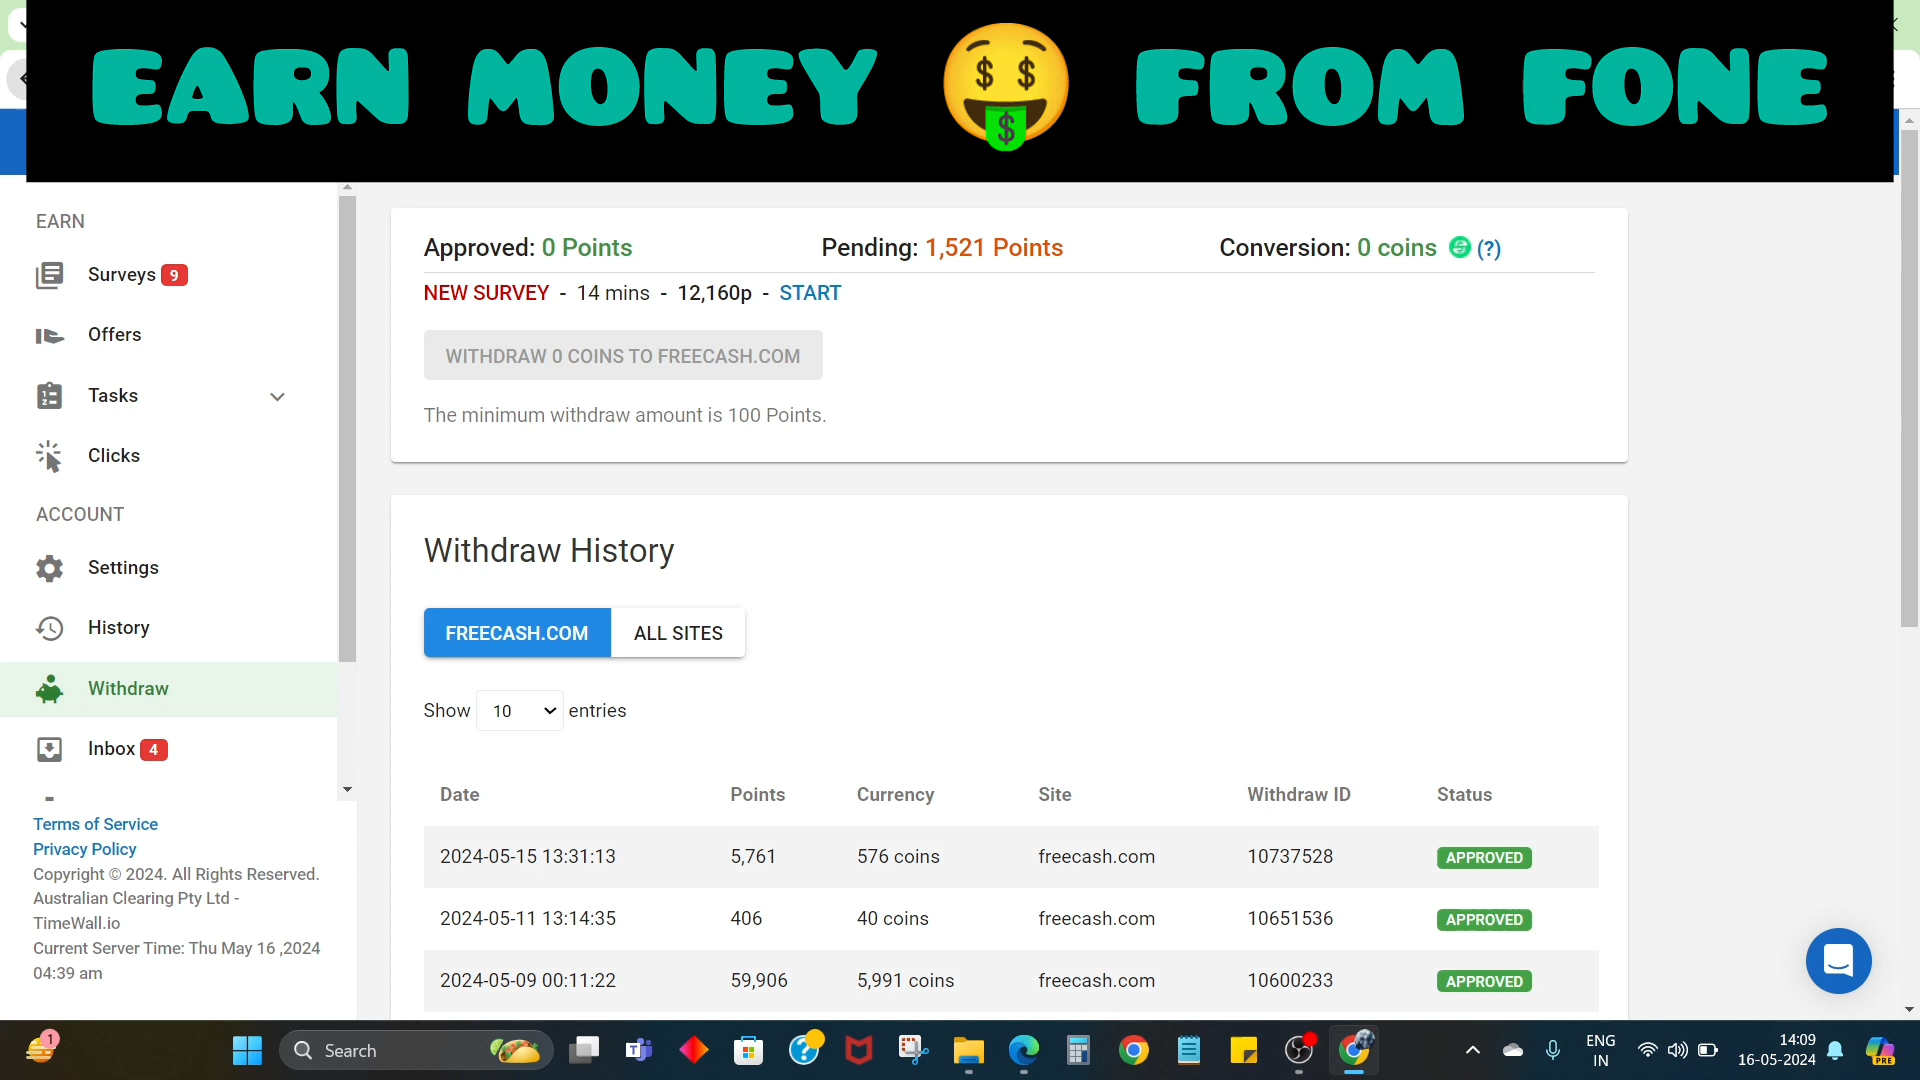 EARN MONEY 🤑 FROM FONE
EARN
Surveys 9
Offers
Tasks
Clicks
ACCOUNT
Settings
History
Withdraw
Inbox 4
Terms of Service
Privacy Policy
Copyright © 2024. All Rights Reserved.
Australian Clearing Pty Ltd -
TimeWall.io
Current Server Time: Thu May 16 ,2024
04:39 am
Approved: 0 Points Pending: 1,521 Points Conversion: 0 coins (?)
NEW SURVEY - 14 mins - 12,160p - START
WITHDRAW 0 COINS TO FREECASH.COM
The minimum withdraw amount is 100 Points.
Withdraw History
FREECASH.COM ALL SITES
Show 10 entries
Date Points Currency Site Withdraw ID Status
2024-05-15 13:31:13 5,761 576 coins freecash.com 10737528 APPROVED
2024-05-11 13:14:35 406 40 coins freecash.com 10651536 APPROVED
2024-05-09 00:11:22 59,906 5,991 coins freecash.com 10600233 APPROVED
1 Search ENG 14:09
IN 16-05-2024 PRE